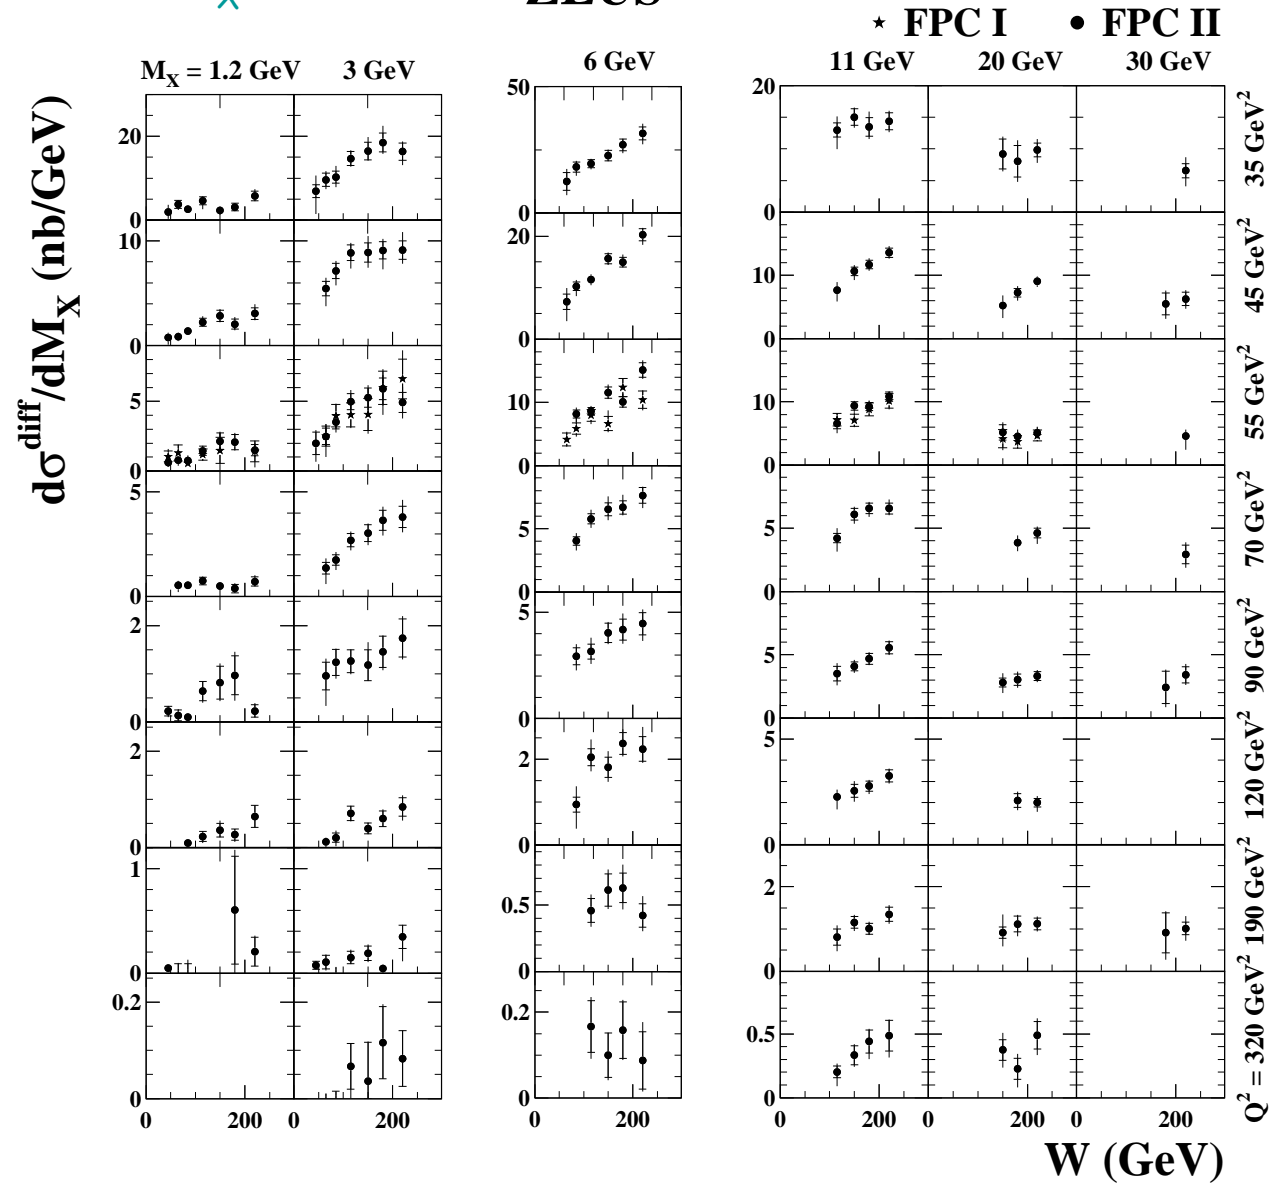 ZEUS
★ FPC I ● FPC II
M_X = 1.2 GeV 3 GeV 6 GeV 11 GeV 20 GeV 30 GeV
dσ^diff/dM_X (nb/GeV)
20 0 50 0 20 0 35 GeV²
10 0 20 0 10 0 45 GeV²
5 0 10 0 10 0 55 GeV²
5 0 5 0 5 0 70 GeV²
2 0 5 0 5 0 90 GeV²
2 0 2 0 5 0 120 GeV²
1 0 0.5 0 2 0 190 GeV²
0.2 0 0.2 0 0.5 0 Q² = 320 GeV²
0 200 0 200 0 200 0 200 0 200 0 200
W (GeV)